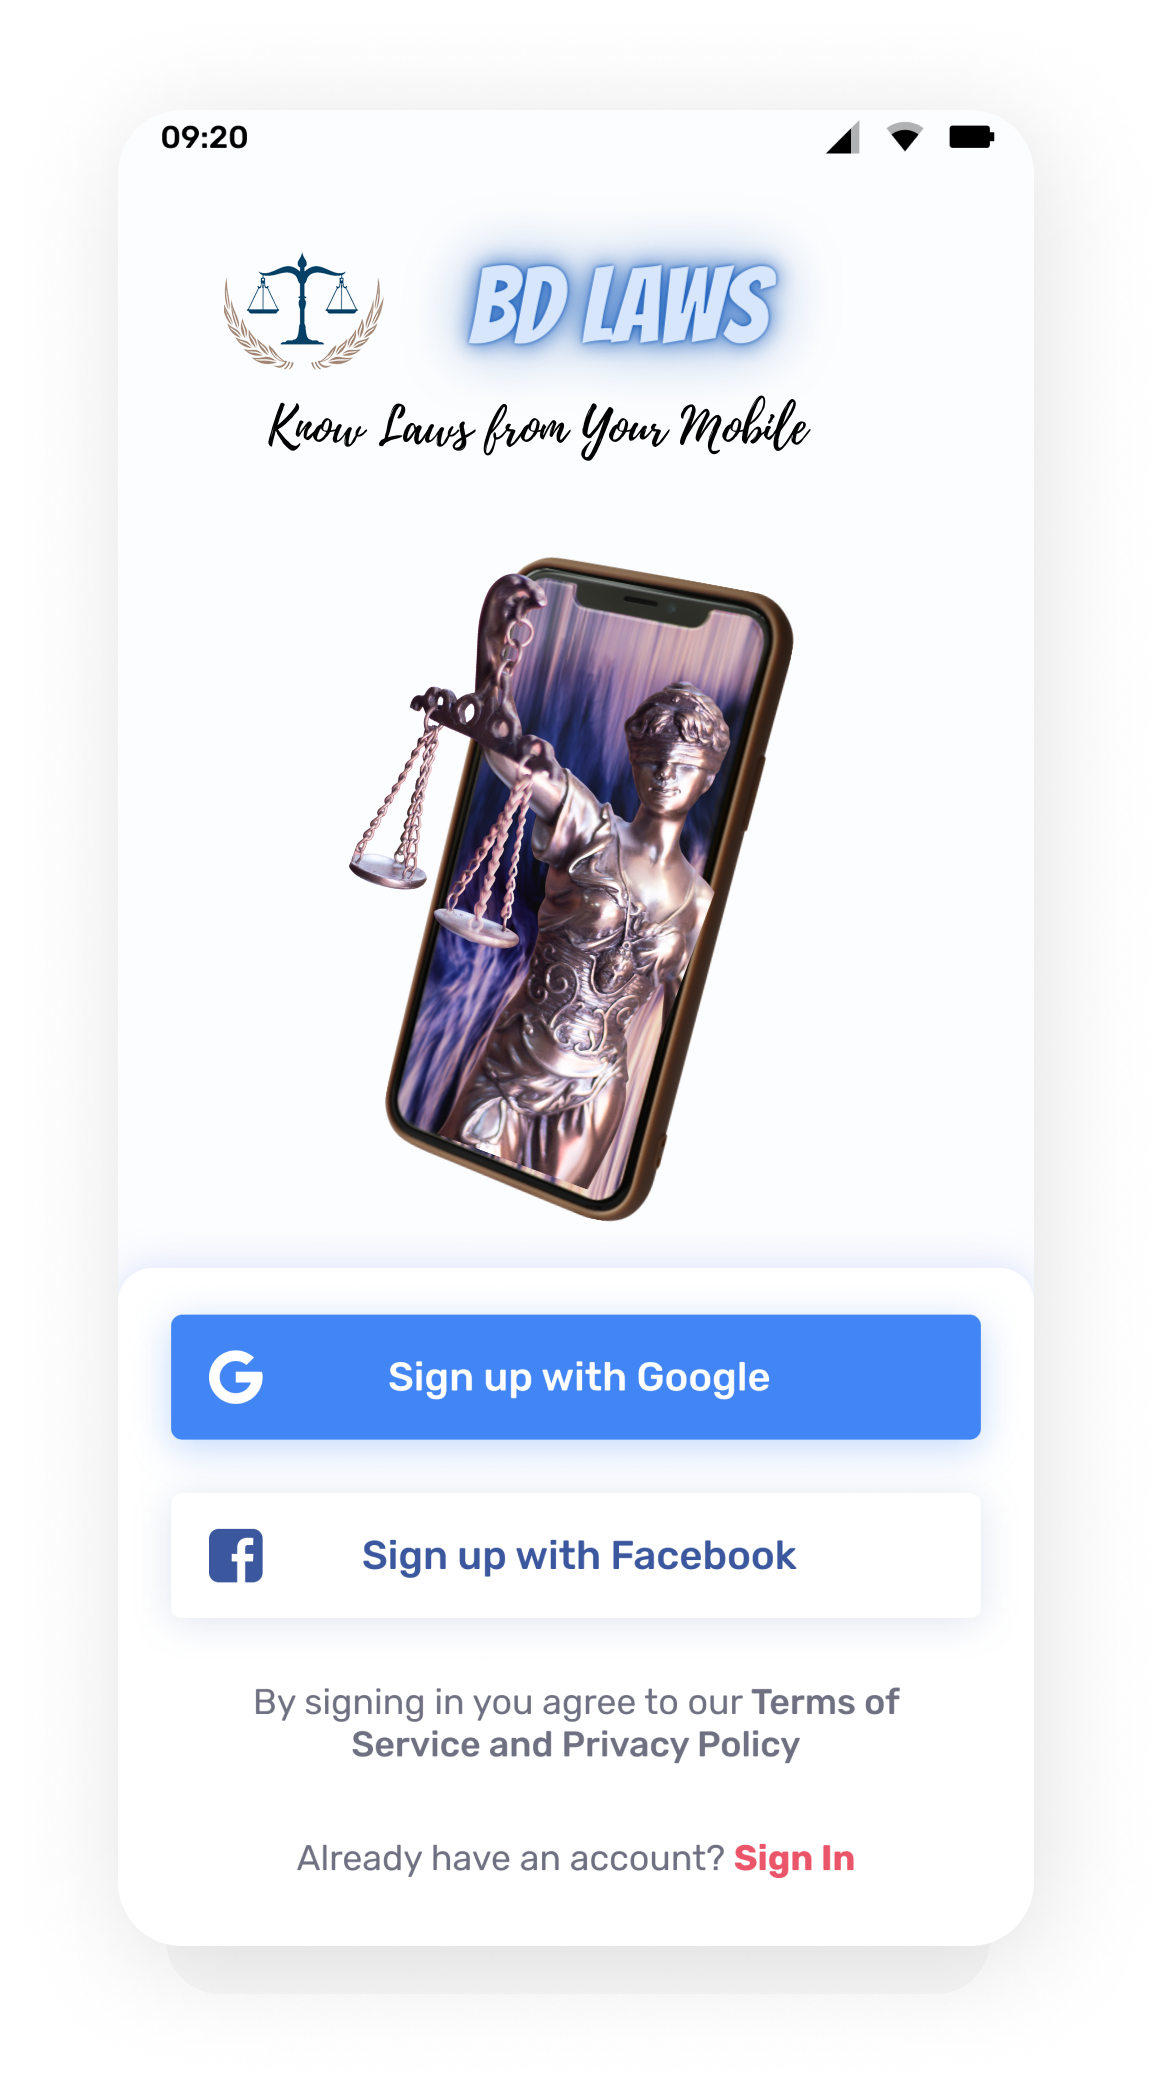 09:20
BD LAWS
Know Laws from Your Mobile
Sign up with Google
Sign up with Facebook
By signing in you agree to our Terms of
Service and Privacy Policy
Already have an account? Sign In